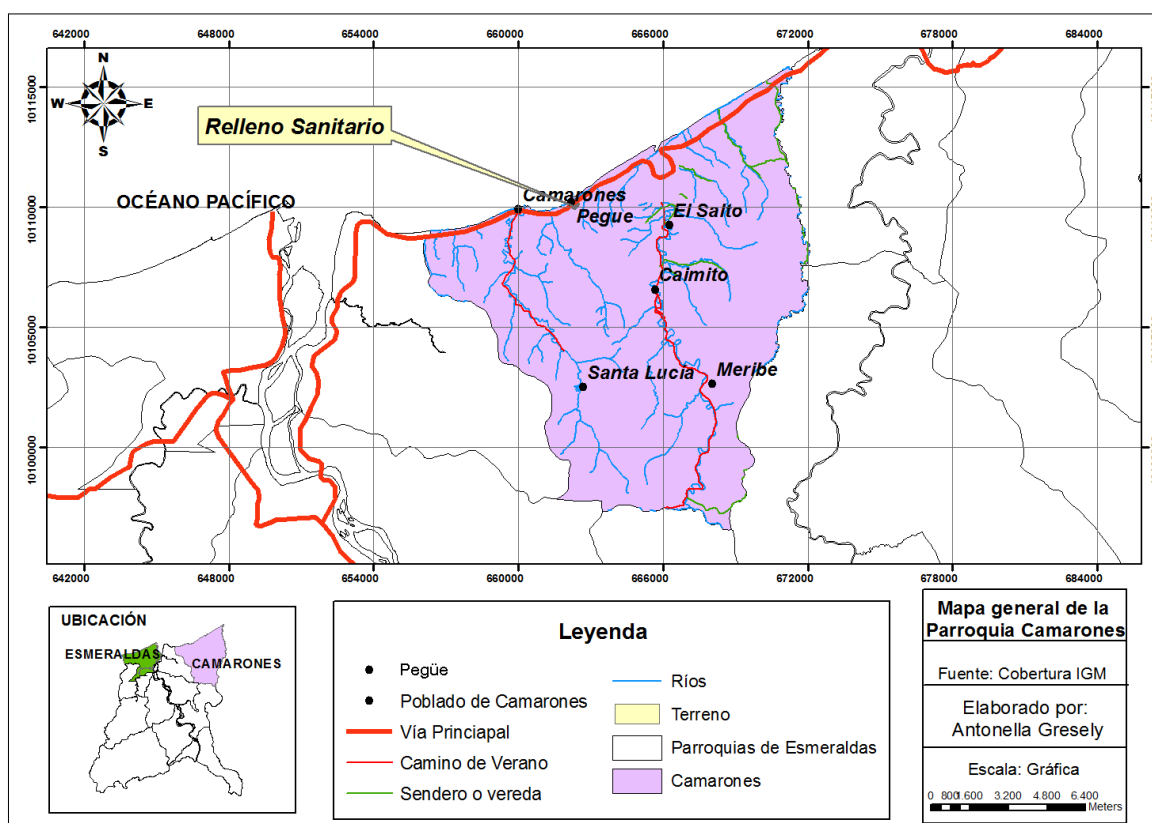 642000 648000 654000 660000 666000 672000 678000 684000
N
W E
S
10115000
10110000
10105000
10100000
Relleno Sanitario
OCÉANO PACÍFICO
Camarones
Pegue
El Salto
Caimito
Santa Lucía
Meribe
642000 648000 654000 660000 666000 672000 678000 684000
UBICACIÓN
ESMERALDAS
CAMARONES
Leyenda
Pegüe
Poblado de Camarones
Vía Princiapal
Camino de Verano
Sendero o vereda
Ríos
Terreno
Parroquias de Esmeraldas
Camarones
Mapa general de la
Parroquia Camarones
Fuente: Cobertura IGM
Elaborado por:
Antonella Gresely
Escala: Gráfica
0 800 1.600 3.200 4.800 6.400
Meters